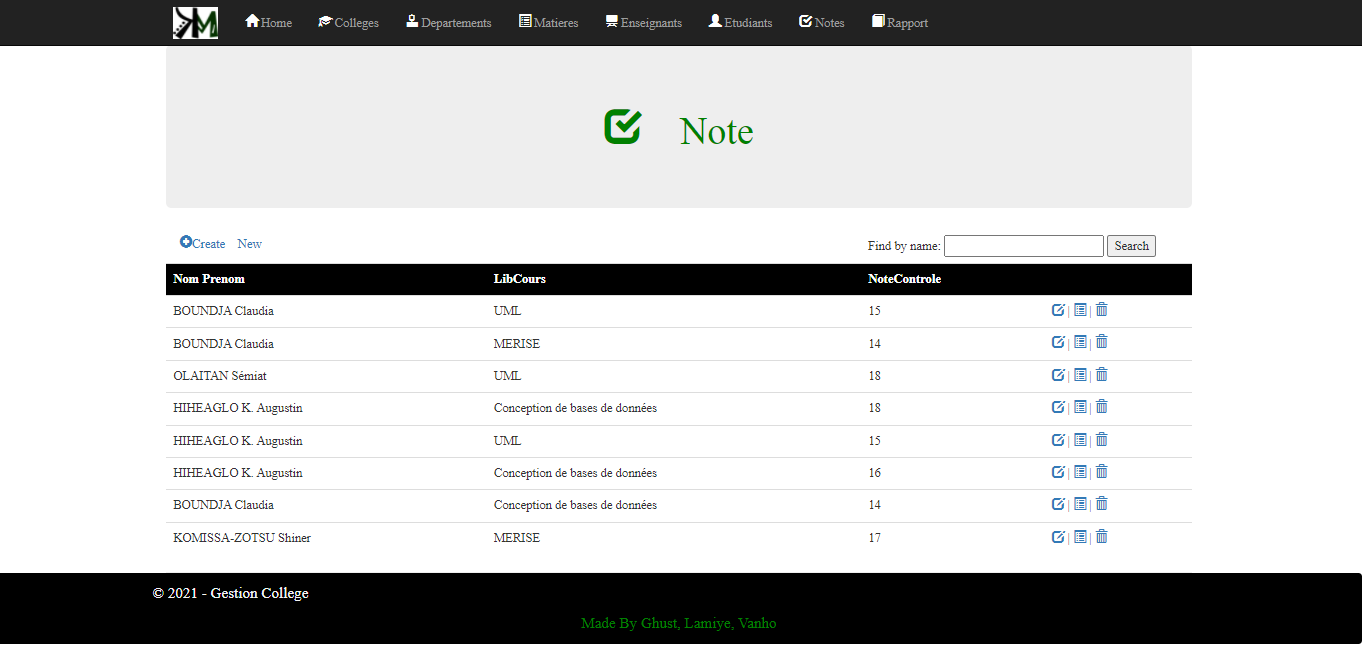 KM Home Colleges Departements Matieres Enseignants Etudiants Notes Rapport
Note
Create New Find by name: Search
Nom Prenom LibCours NoteControle
BOUNDJA Claudia UML 15 | |
BOUNDJA Claudia MERISE 14 | |
OLAITAN Sémiat UML 18 | |
HIHEAGLO K. Augustin Conception de bases de données 18 | |
HIHEAGLO K. Augustin UML 15 | |
HIHEAGLO K. Augustin Conception de bases de données 16 | |
BOUNDJA Claudia Conception de bases de données 14 | |
KOMISSA-ZOTSU Shiner MERISE 17 | |
© 2021 - Gestion College
Made By Ghust, Lamiye, Vanho